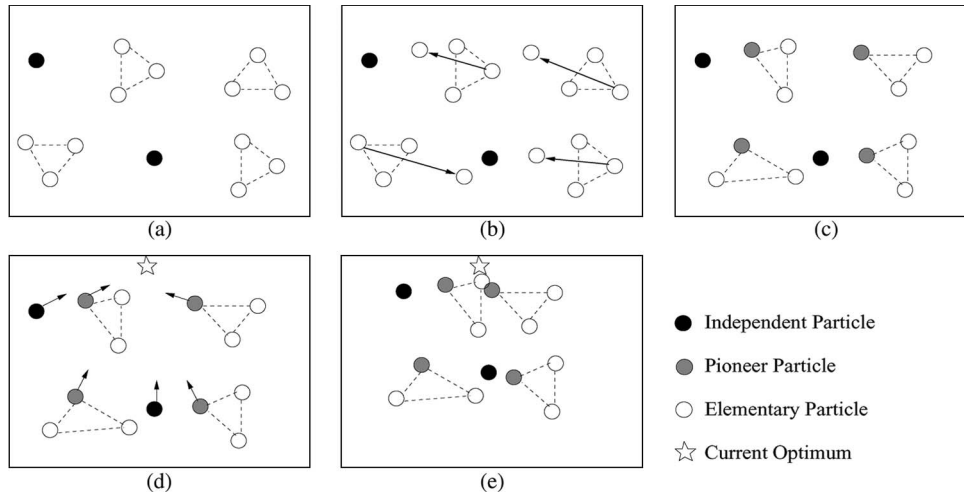 (a)
(b)
(c)
(d)
(e)
Independent Particle
Pioneer Particle
Elementary Particle
Current Optimum